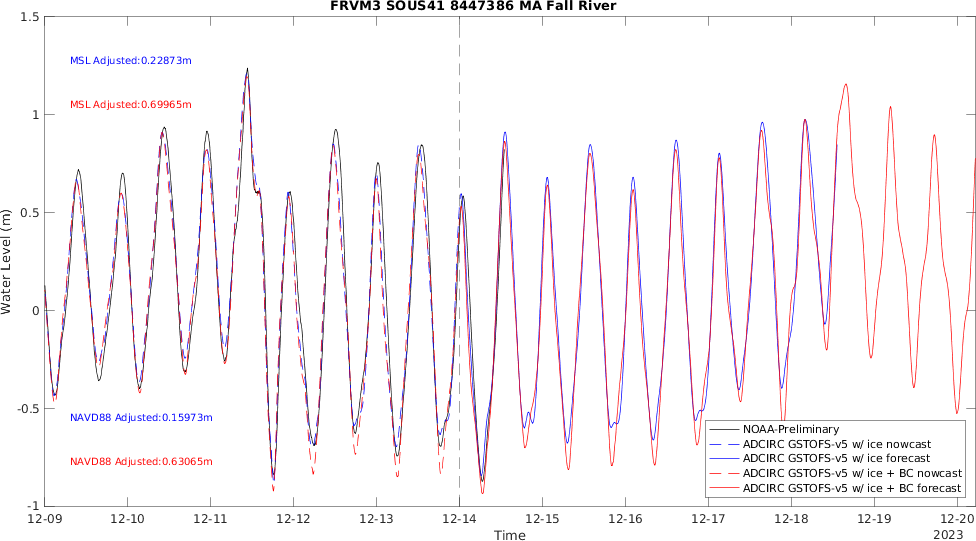 FRVM3 SOUS41 8447386 MA Fall River
1.5
1
0.5
0
-0.5
-1
Water Level (m)
MSL Adjusted:0.22873m
MSL Adjusted:0.69965m
NAVD88 Adjusted:0.15973m
NAVD88 Adjusted:0.63065m
NOAA-Preliminary
ADCIRC GSTOFS-v5 w/ ice nowcast
ADCIRC GSTOFS-v5 w/ ice forecast
ADCIRC GSTOFS-v5 w/ ice + BC nowcast
ADCIRC GSTOFS-v5 w/ ice + BC forecast
12-09 12-10 12-11 12-12 12-13 12-14 12-15 12-16 12-17 12-18 12-19 12-20
Time
2023